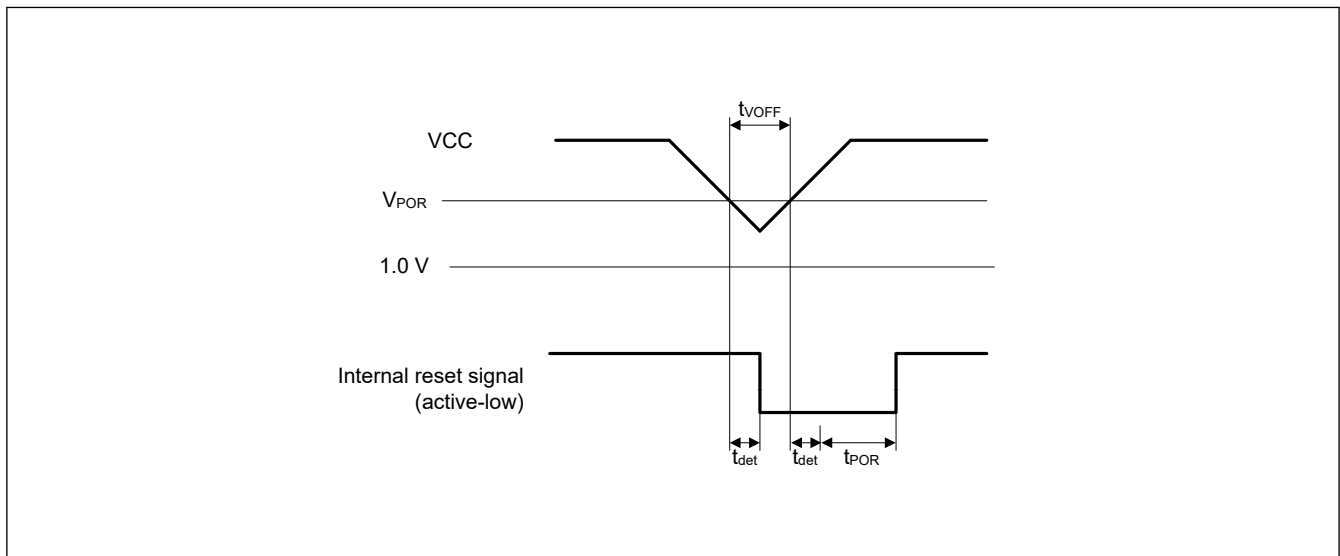 tVOFF
VCC
VPOR
1.0 V
Internal reset signal
(active-low)
tdet
tdet
tPOR